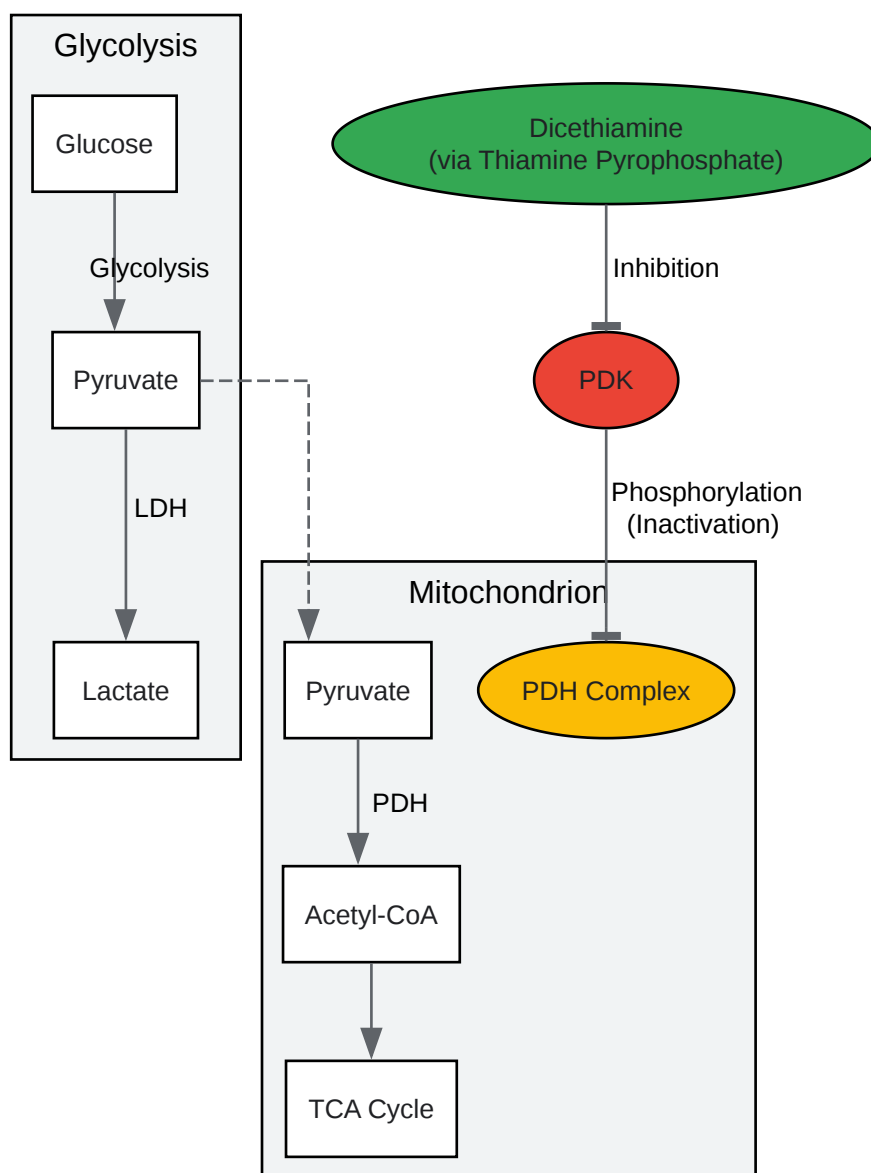 Glycolysis
Glucose
Glycolysis
Pyruvate
LDH
Lactate
Dicethiamine
(via Thiamine Pyrophosphate)
Inhibition
PDK
Phosphorylation
(Inactivation)
Mitochondrion
Pyruvate
PDH Complex
PDH
Acetyl-CoA
TCA Cycle